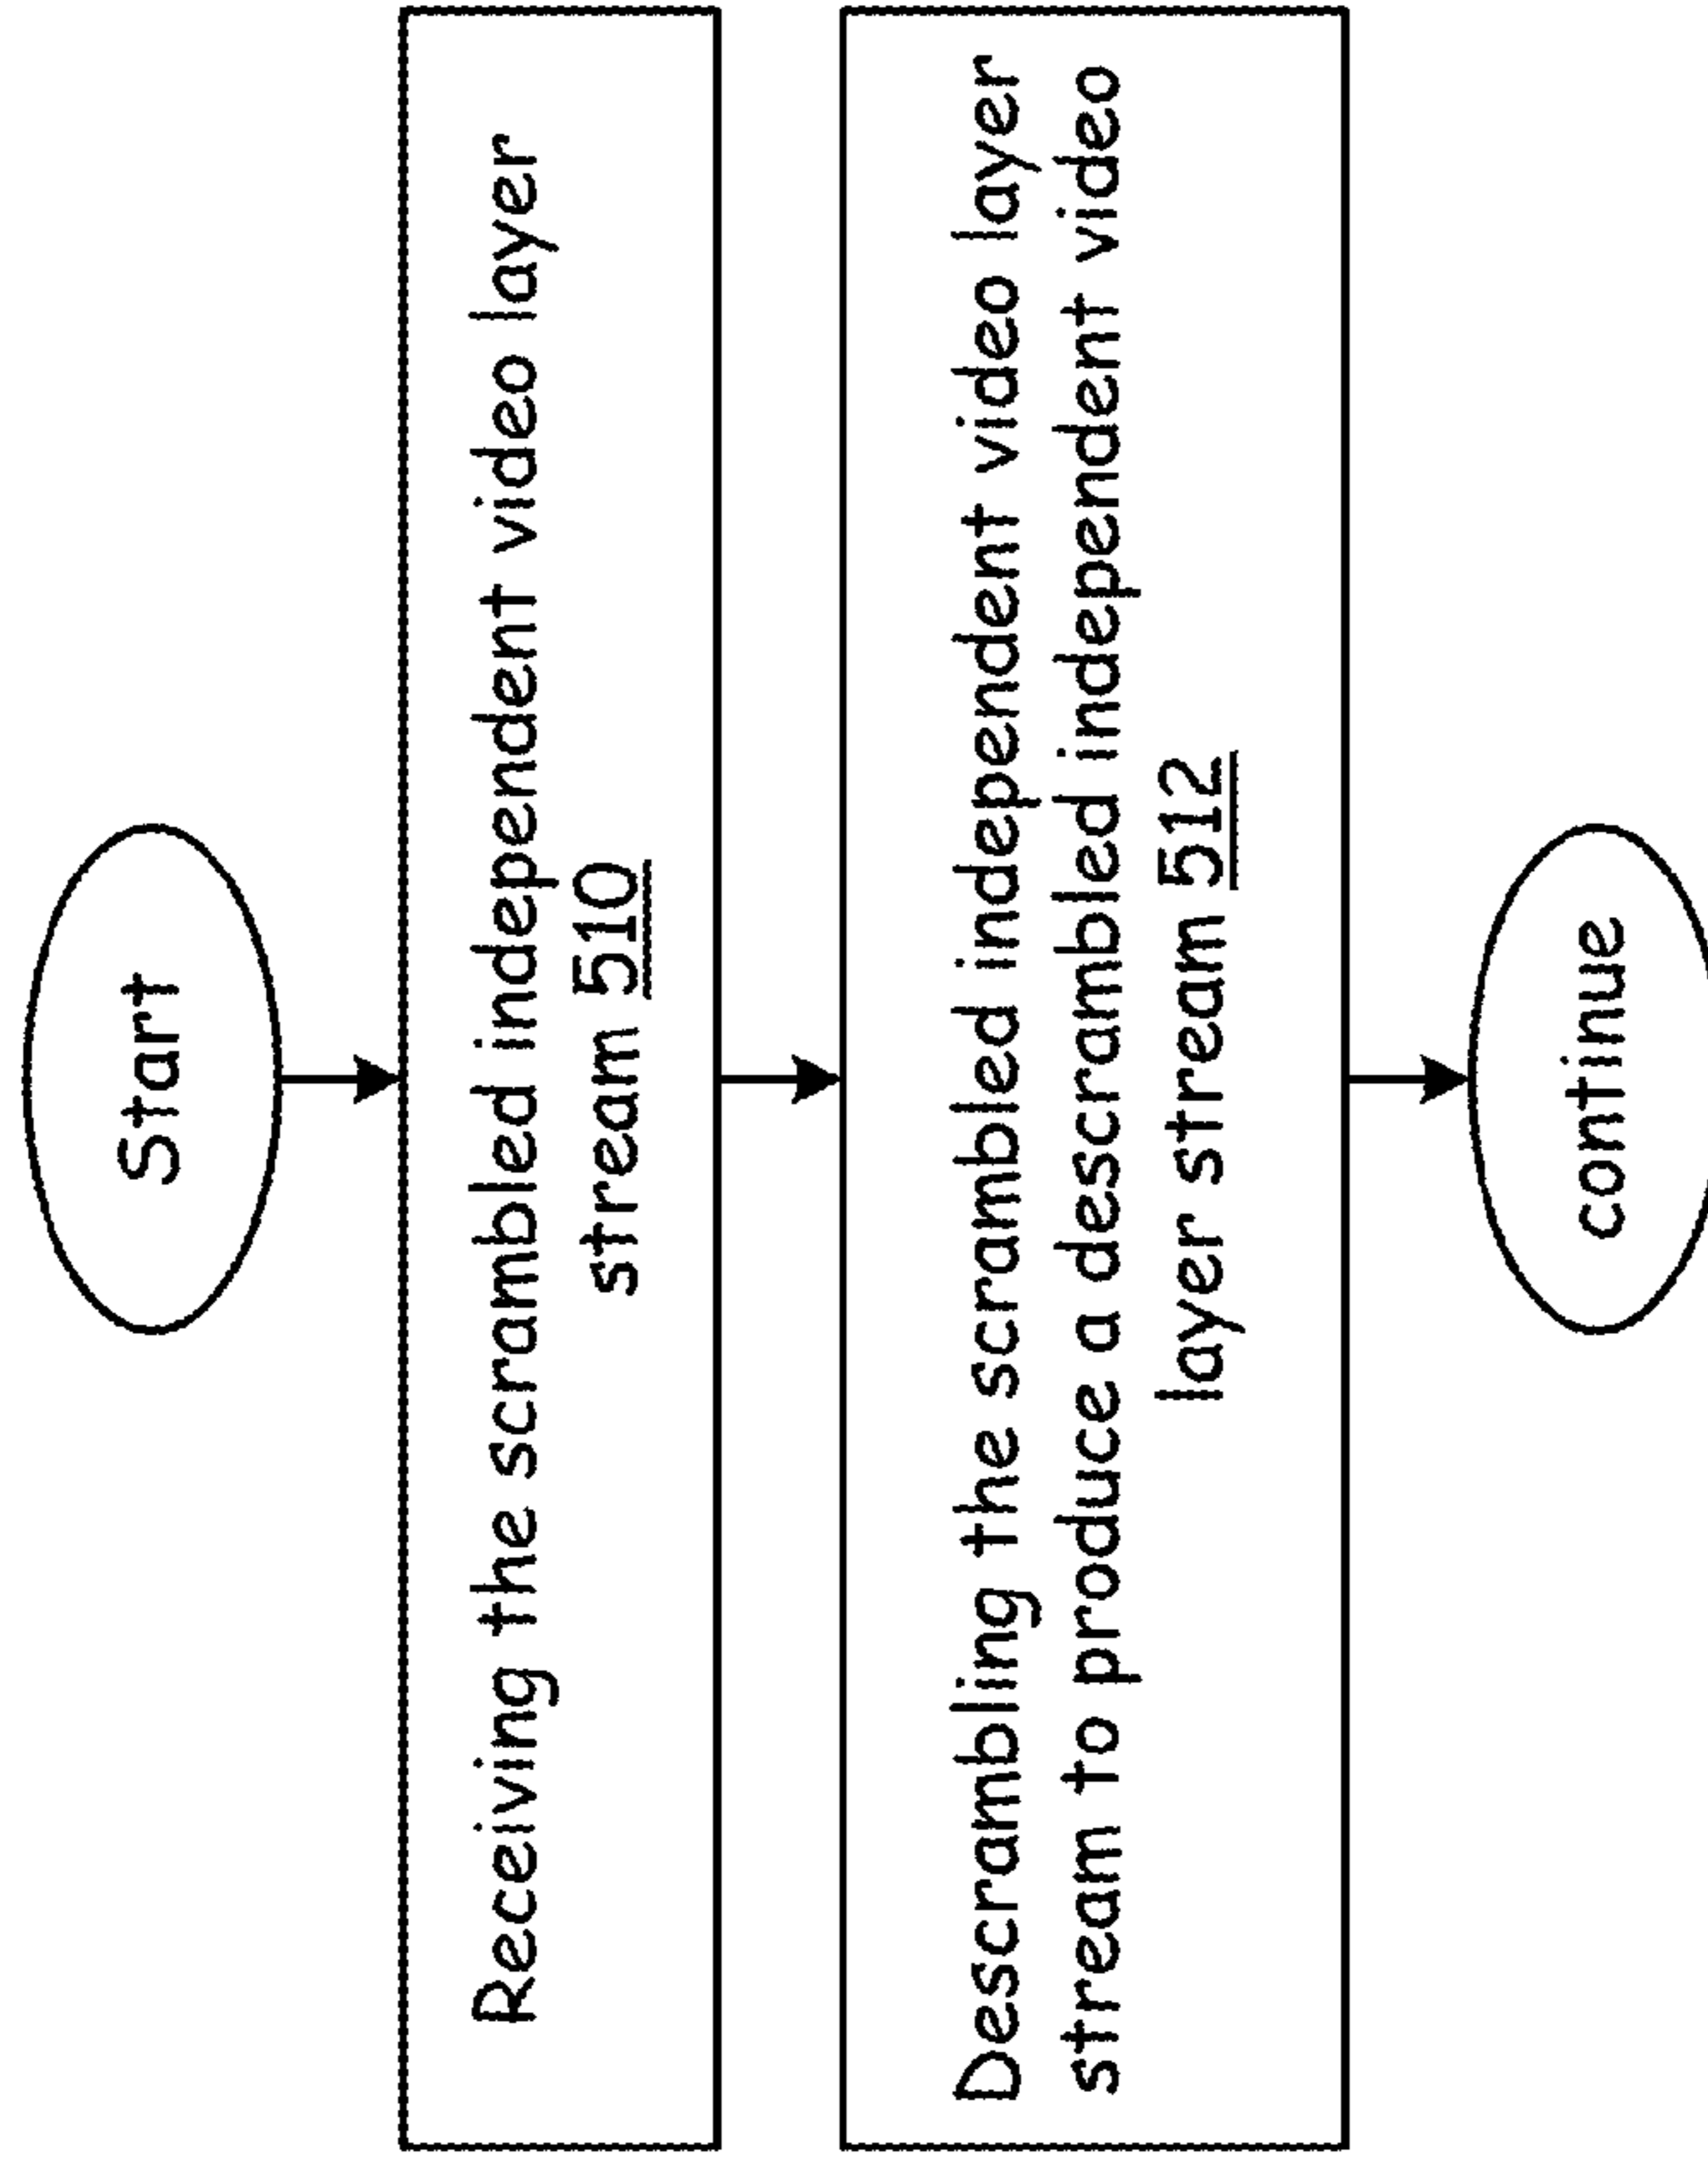 Start
Receiving the scrambled independent video layer
stream 510
Descrambling the scrambled independent video layer
stream to produce a descrambled independent video
layer stream 512
continue